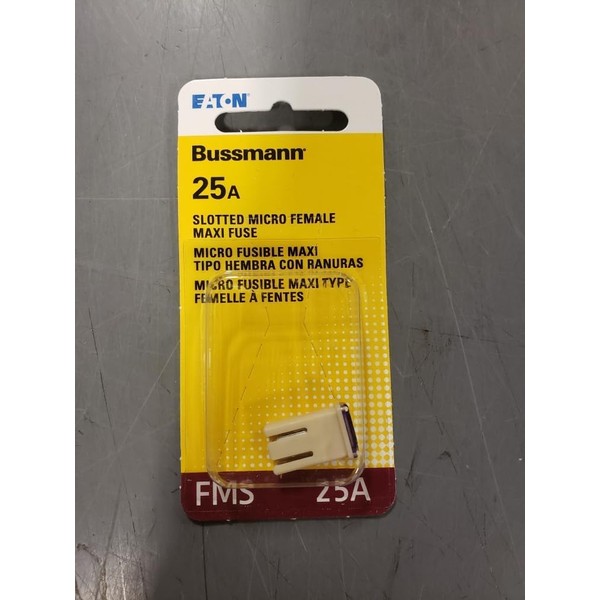 EATON
Bussmann
25A
SLOTTED MICRO FEMALE
MAXI FUSE
MICRO FUSIBLE MAXI
TIPO HEMBRA CON RANURAS
MICRO FUSIBLE MAXI TYPE
FEMELLE À FENTES
FMS 25A